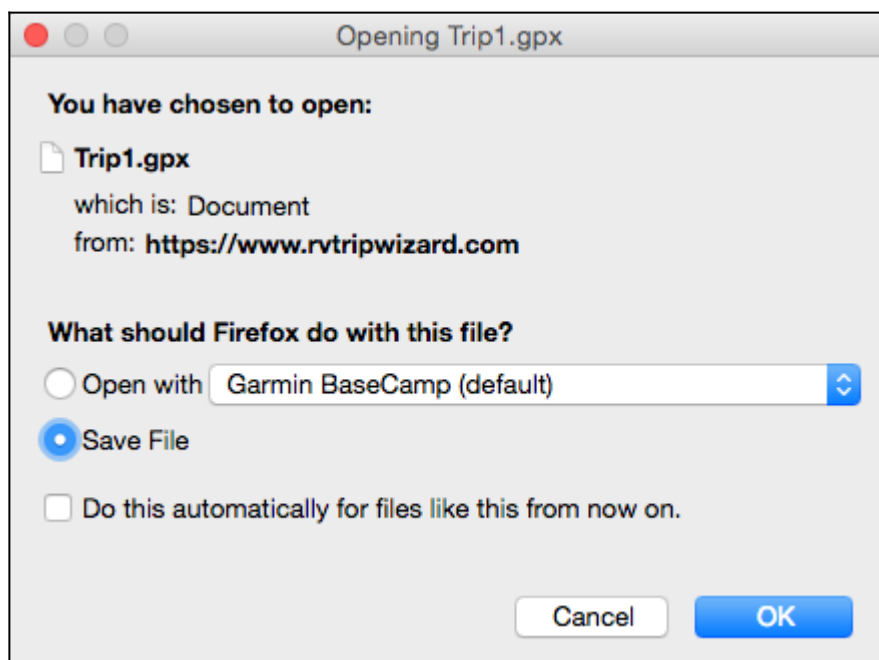 Opening Trip1.gpx
You have chosen to open:
Trip1.gpx
which is: Document
from: https://www.rvtripwizard.com
What should Firefox do with this file?
Open with Garmin BaseCamp (default)
Save File
Do this automatically for files like this from now on.
Cancel OK